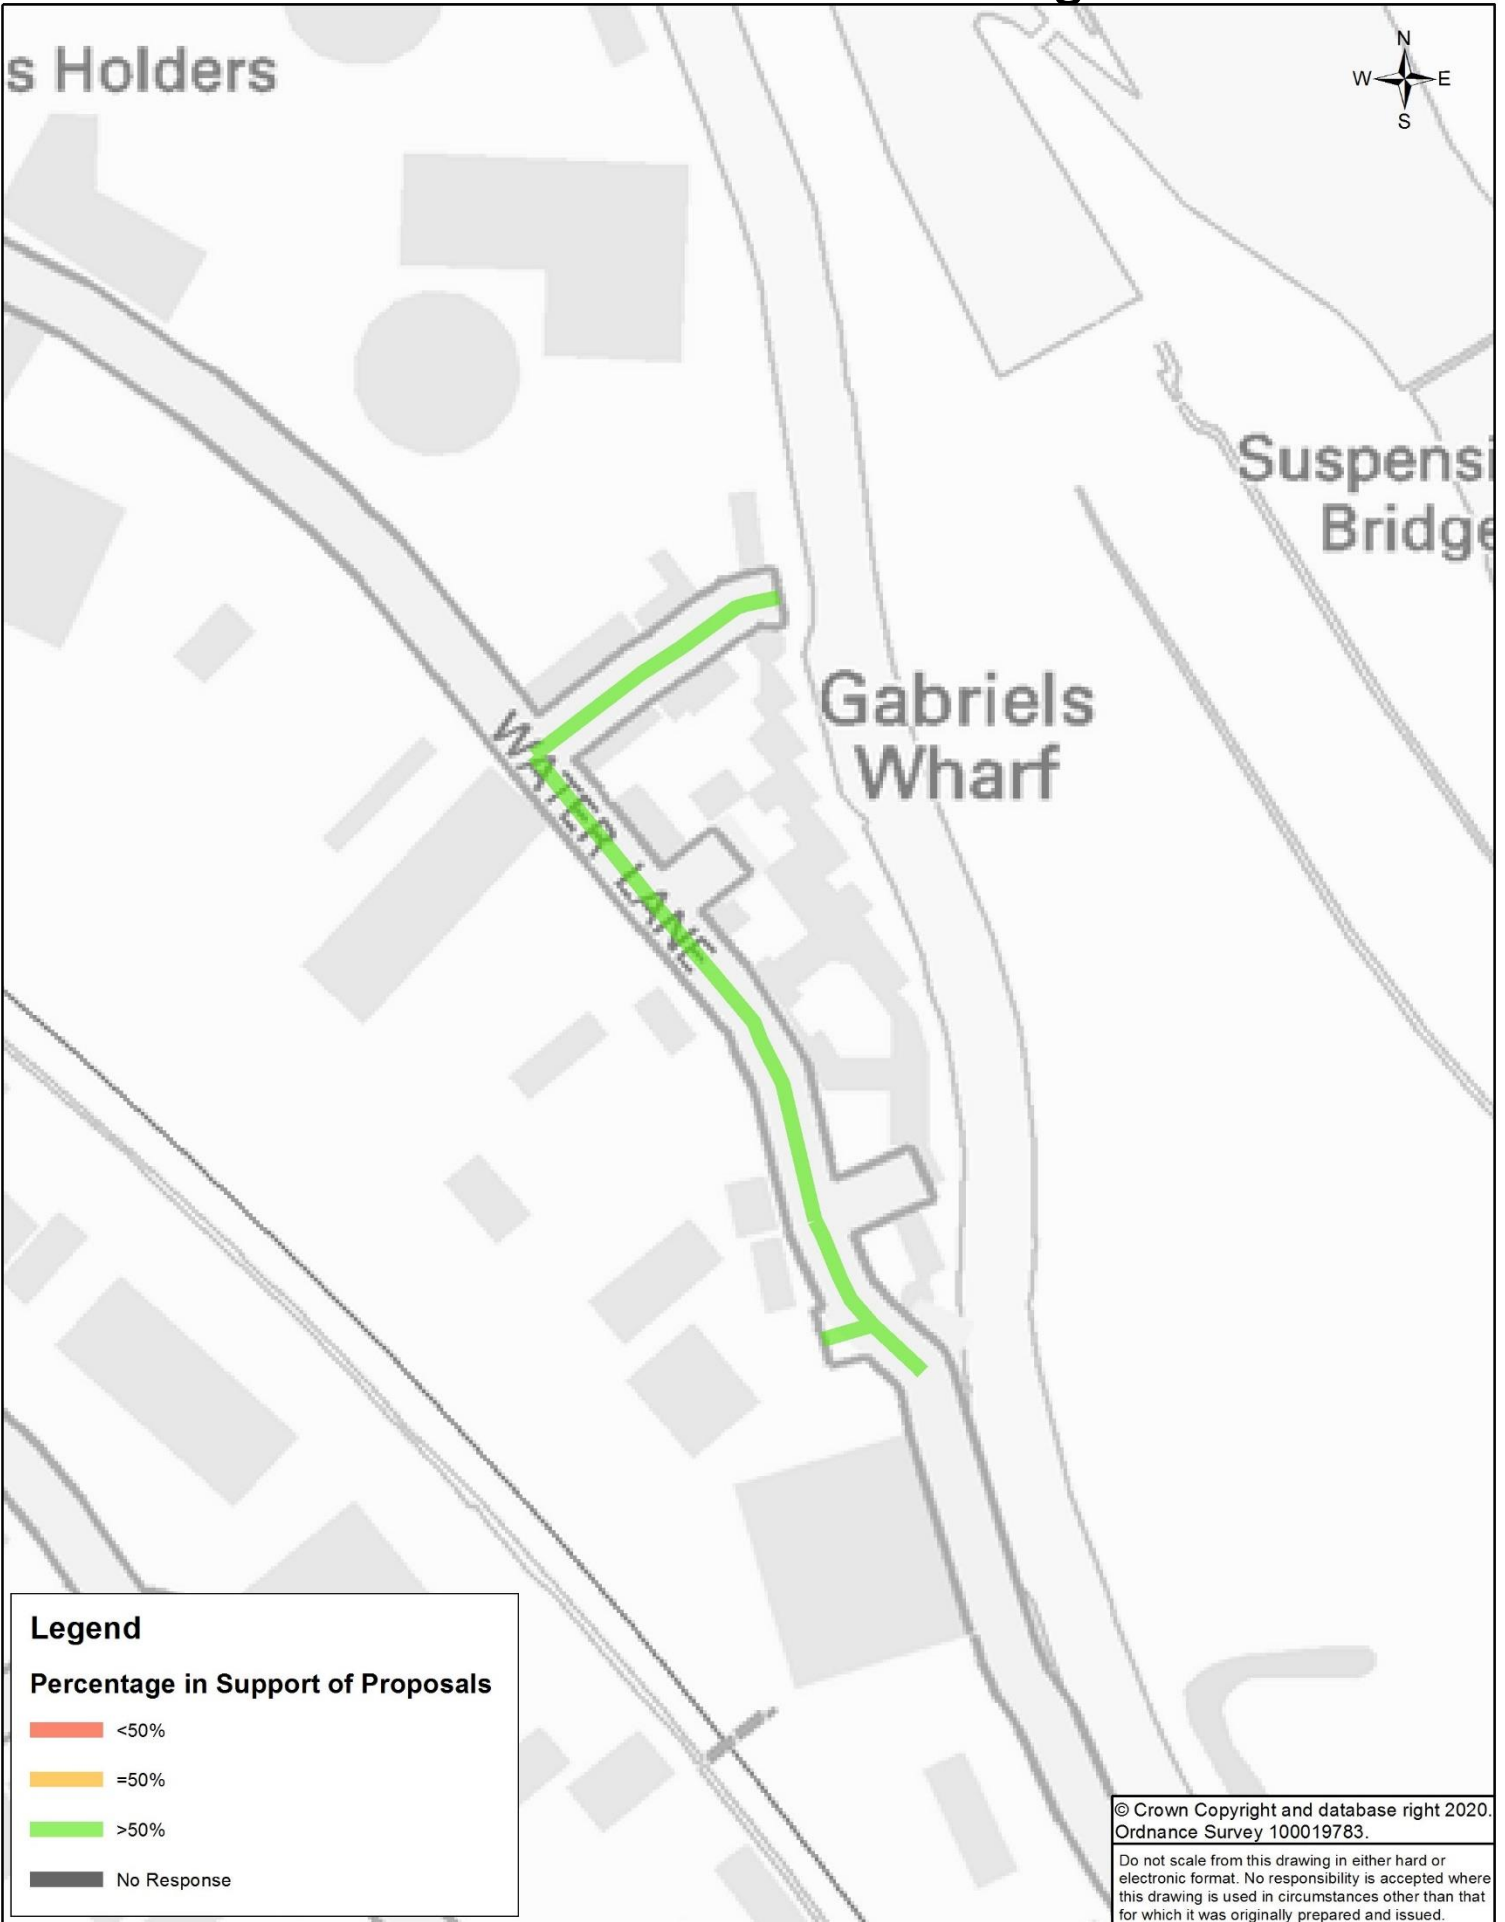 N
W E
S
s Holders
Suspensi
Bridge
Gabriels
Wharf
WATER LANE
Legend
Percentage in Support of Proposals
<50%
=50%
>50%
No Response
© Crown Copyright and database right 2020.
Ordnance Survey 100019783.
Do not scale from this drawing in either hard or
electronic format. No responsibility is accepted where
this drawing is used in circumstances other than that
for which it was originally prepared and issued.